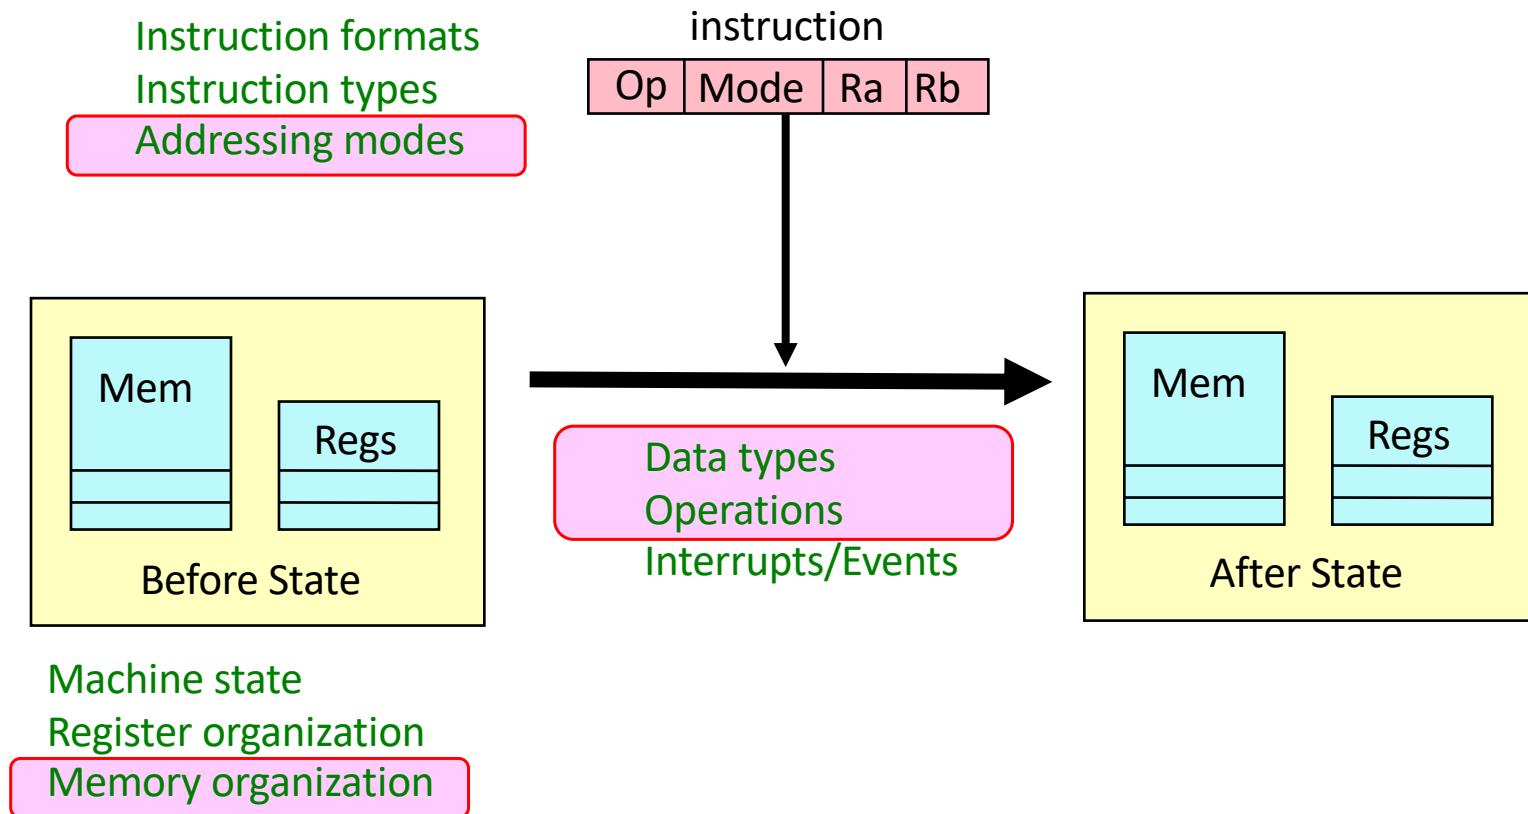 Instruction formats
Instruction types
Addressing modes
instruction
Op Mode Ra Rb
Mem
Regs
Before State
Data types
Operations
Interrupts/Events
Mem
Regs
After State
Machine state
Register organization
Memory organization